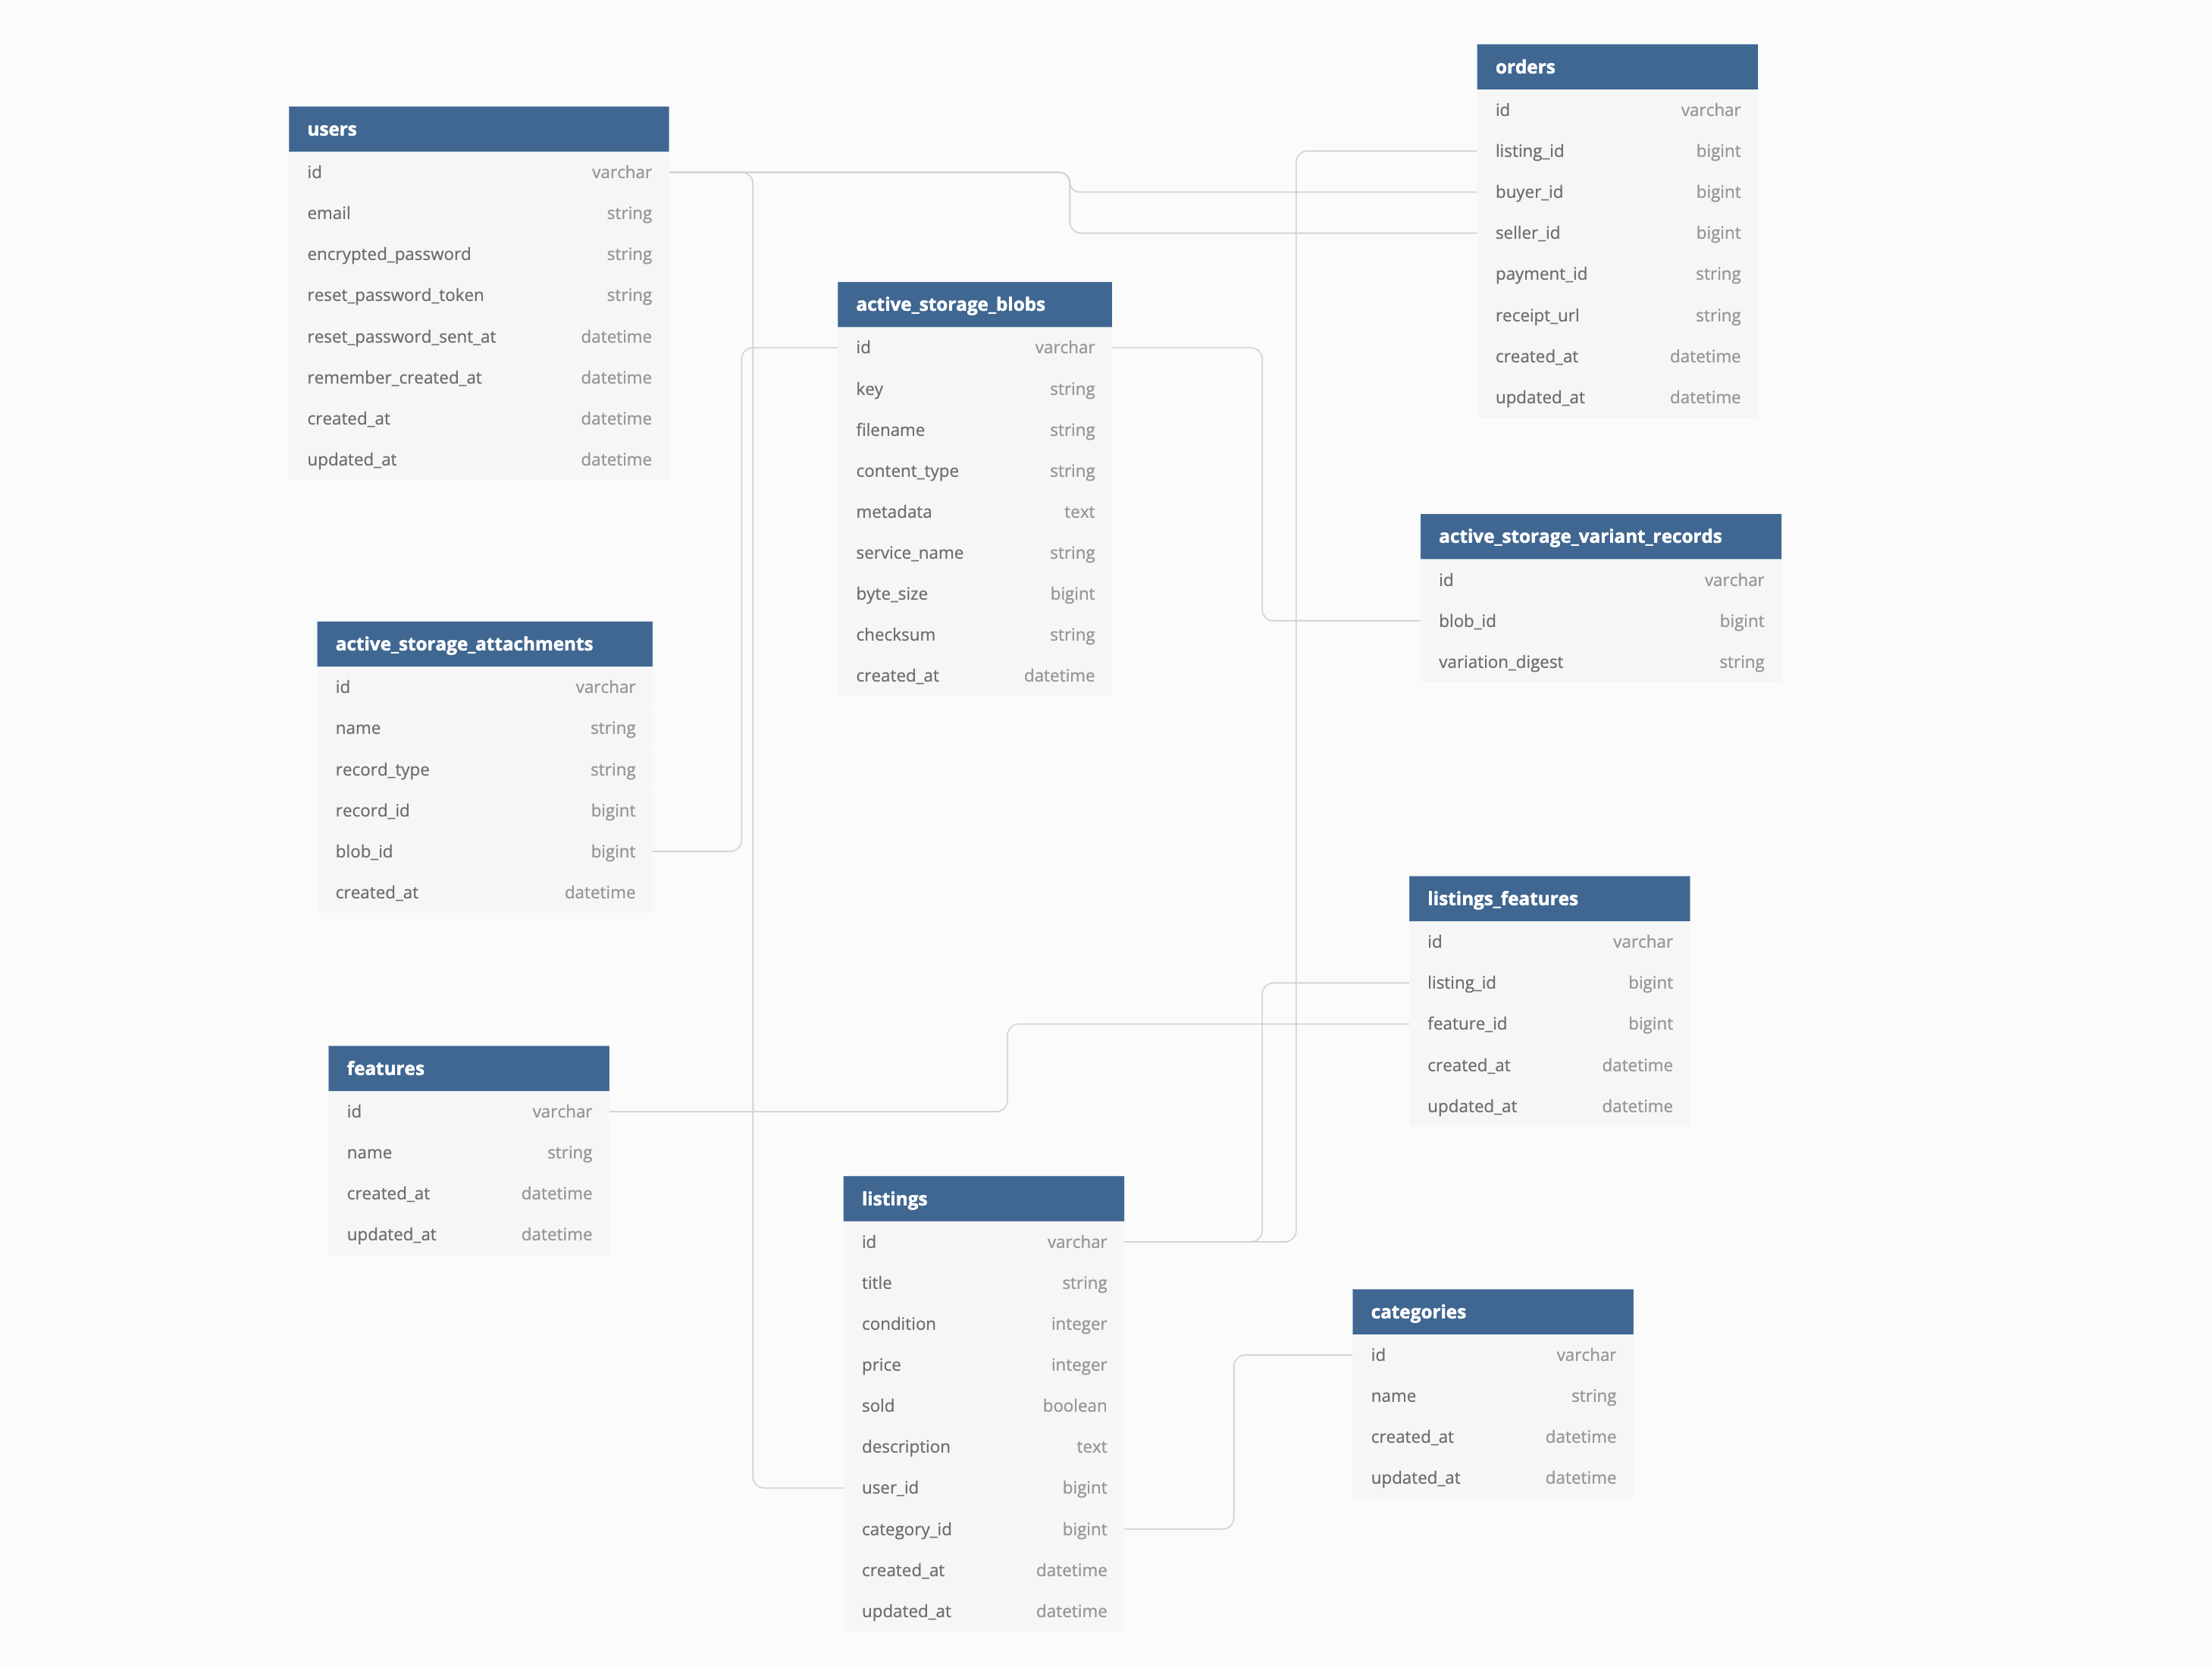 users
id varchar
email string
encrypted_password string
reset_password_token string
reset_password_sent_at datetime
remember_created_at datetime
created_at datetime
updated_at datetime
orders
id varchar
listing_id bigint
buyer_id bigint
seller_id bigint
payment_id string
receipt_url string
created_at datetime
updated_at datetime
active_storage_blobs
id varchar
key string
filename string
content_type string
metadata text
service_name string
byte_size bigint
checksum string
created_at datetime
active_storage_variant_records
id varchar
blob_id bigint
variation_digest string
active_storage_attachments
id varchar
name string
record_type string
record_id bigint
blob_id bigint
created_at datetime
listings_features
id varchar
listing_id bigint
feature_id bigint
created_at datetime
updated_at datetime
features
id varchar
name string
created_at datetime
updated_at datetime
listings
id varchar
title string
condition integer
price integer
sold boolean
description text
user_id bigint
category_id bigint
created_at datetime
updated_at datetime
categories
id varchar
name string
created_at datetime
updated_at datetime